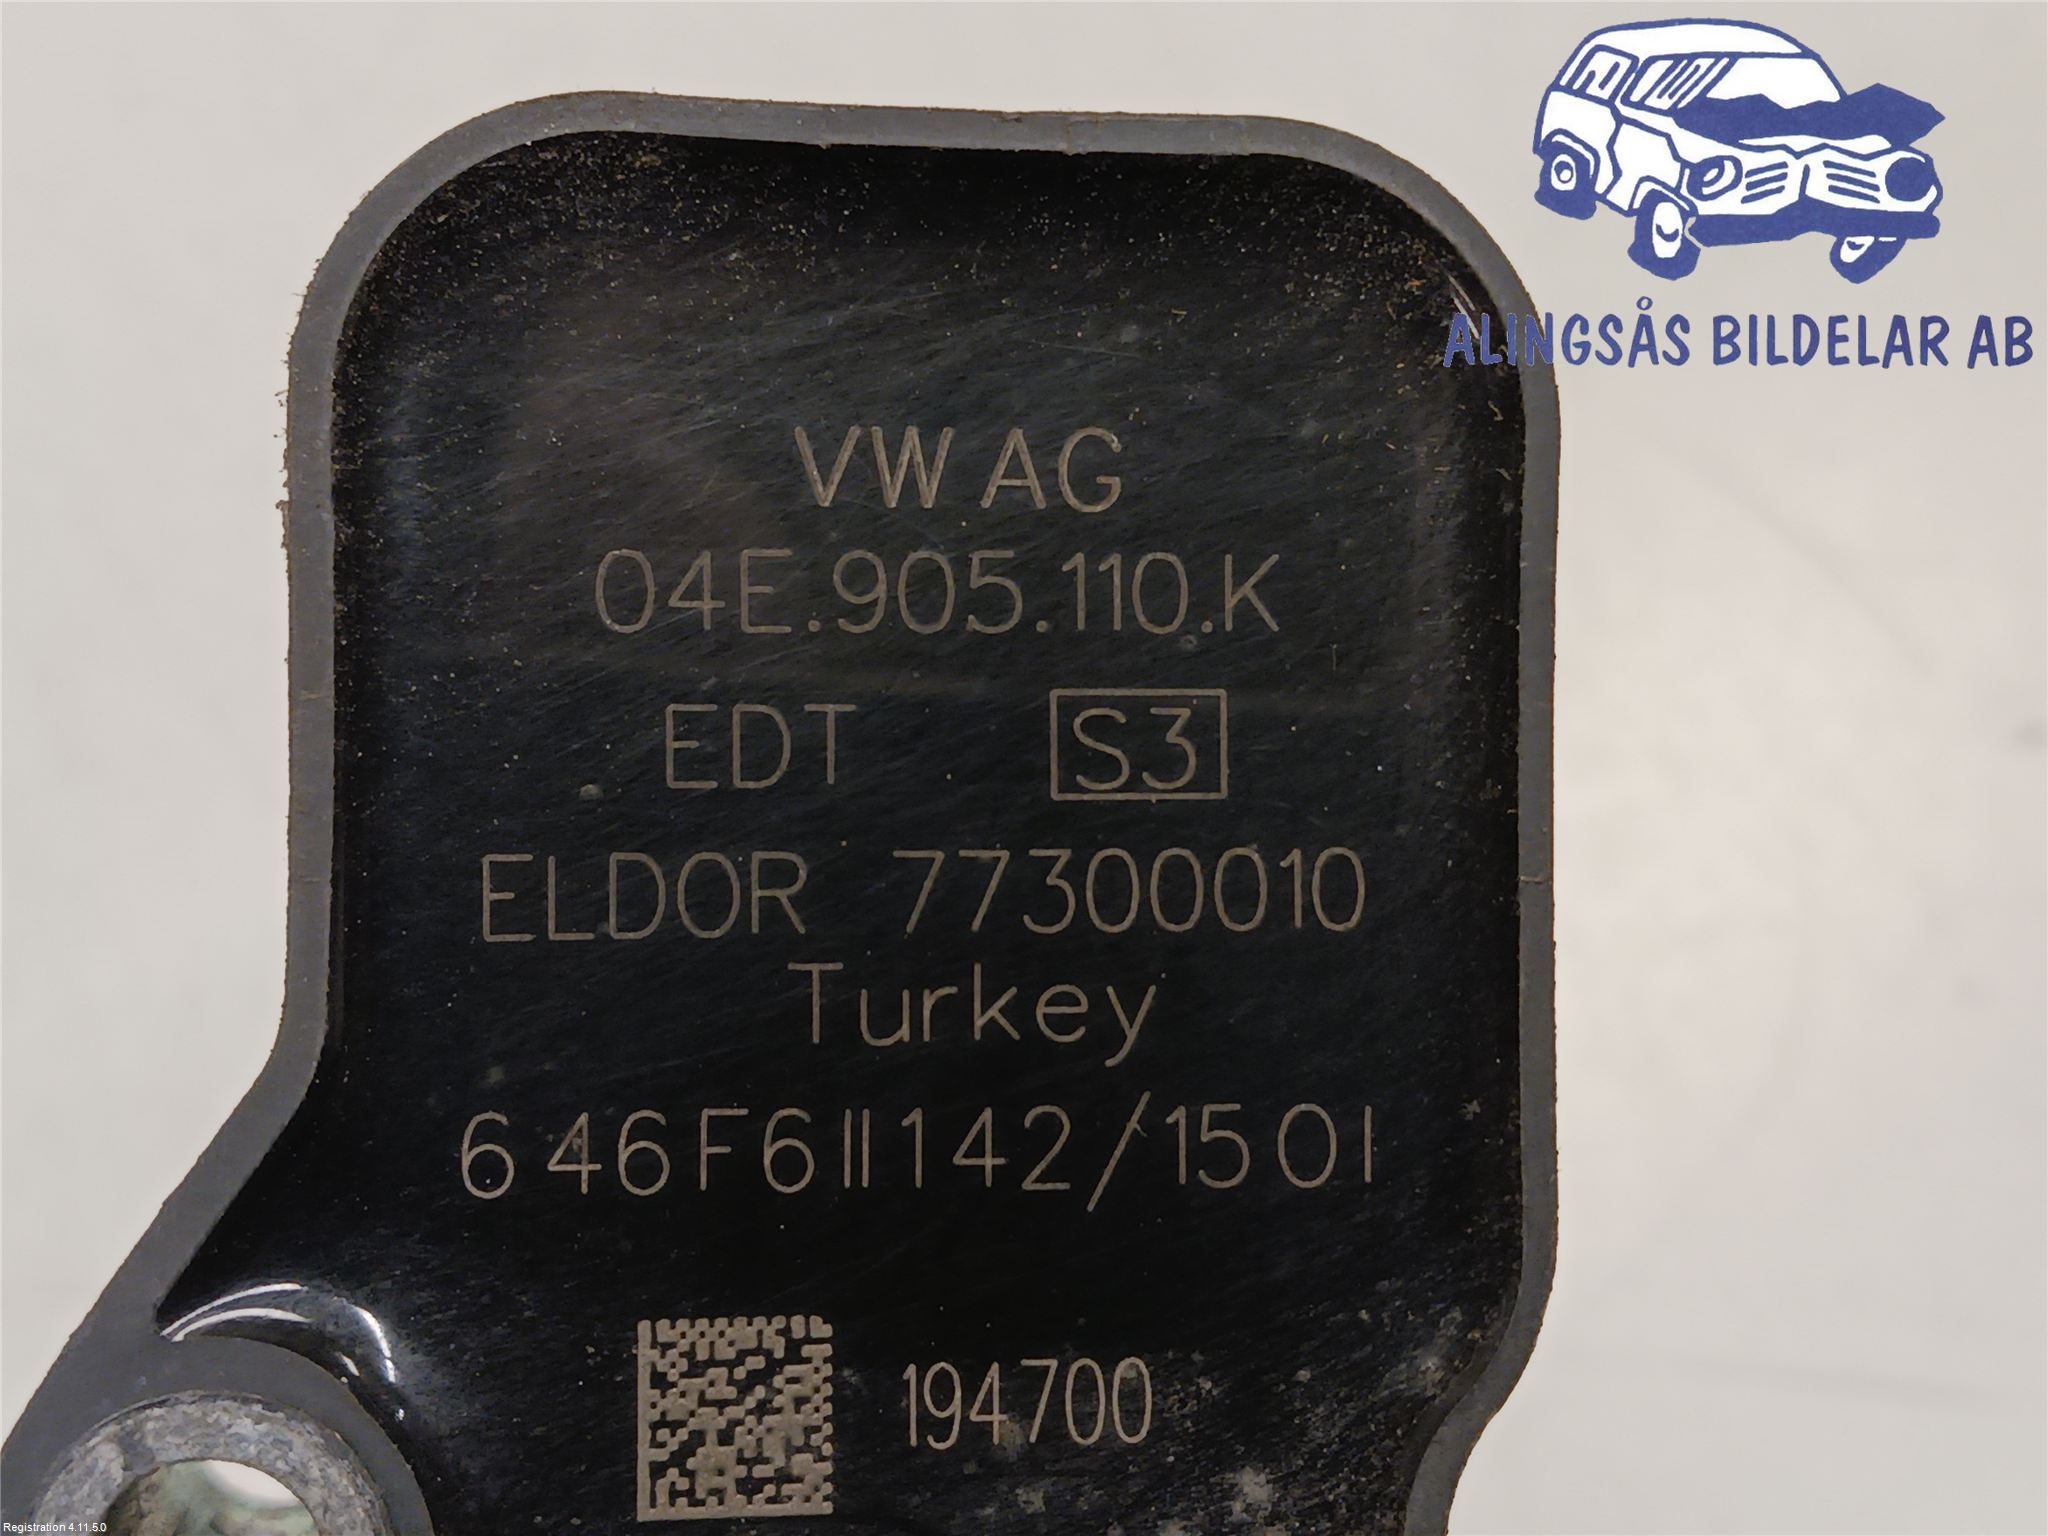 ALINGSÅS BILDELAR AB
VW AG
04E.905.110.K
EDT S3
ELDOR 77300010
Turkey
646F611142/1501
194700
Registration 4.11.5.0